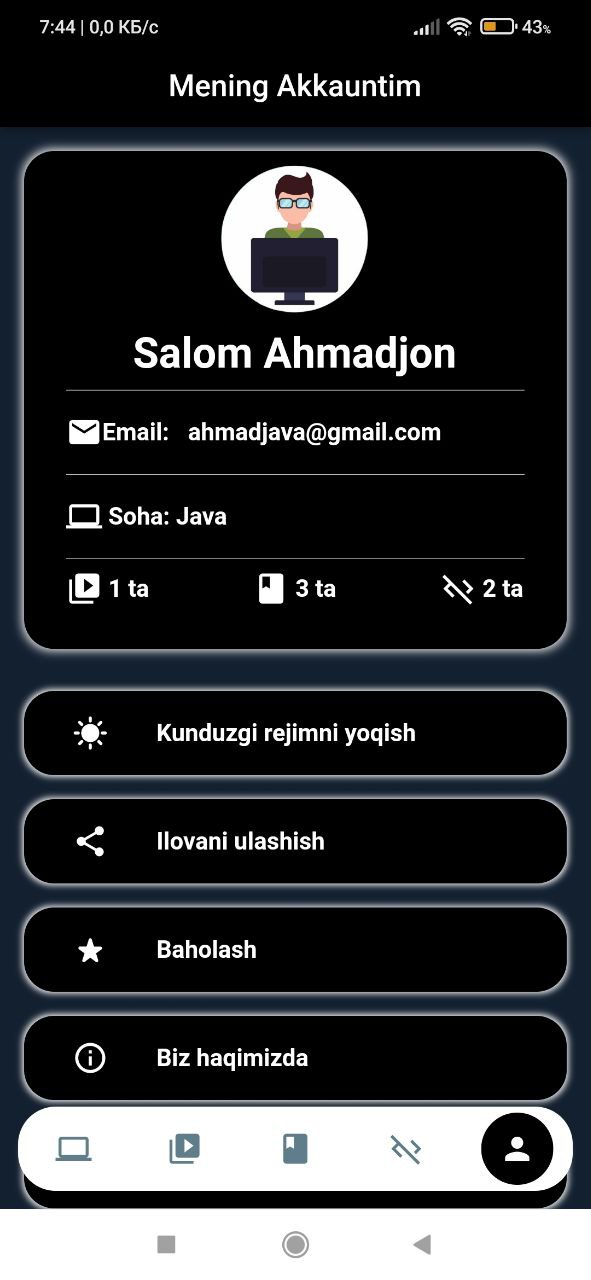 7:44 | 0,0 КБ/с
43%
Mening Akkauntim
Salom Ahmadjon
Email: ahmadjava@gmail.com
Soha: Java
1 ta 3 ta 2 ta
Kunduzgi rejimni yoqish
Ilovani ulashish
Baholash
Biz haqimizda